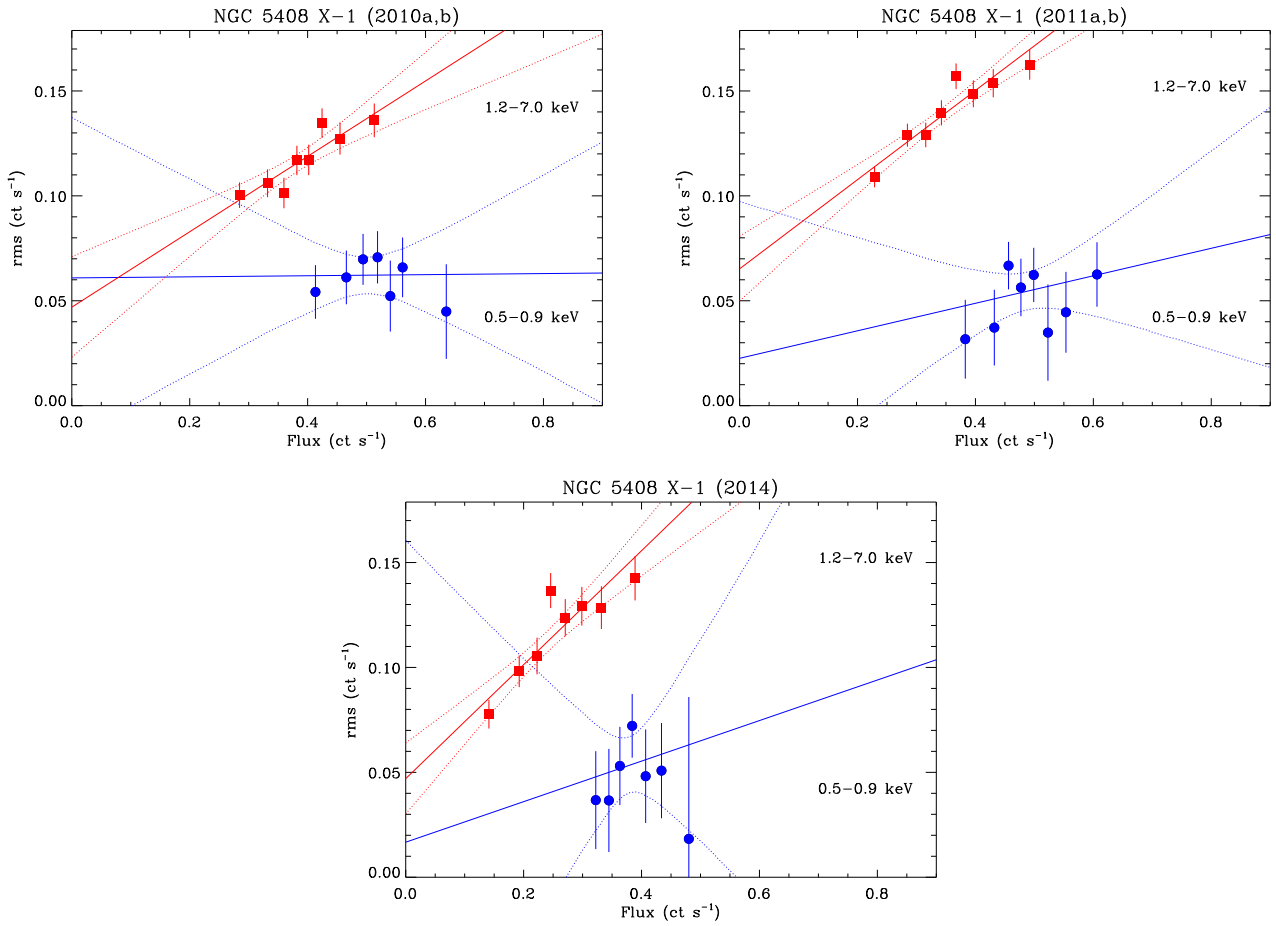 NGC 5408 X−1 (2010a,b)
rms (ct s⁻¹)
0.15
0.10
0.05
0.00
1.2−7.0 keV
0.5−0.9 keV
0.0 0.2 0.4 0.6 0.8
Flux (ct s⁻¹)
NGC 5408 X−1 (2011a,b)
rms (ct s⁻¹)
0.15
0.10
0.05
0.00
1.2−7.0 keV
0.5−0.9 keV
0.0 0.2 0.4 0.6 0.8
Flux (ct s⁻¹)
NGC 5408 X−1 (2014)
rms (ct s⁻¹)
0.15
0.10
0.05
0.00
1.2−7.0 keV
0.5−0.9 keV
0.0 0.2 0.4 0.6 0.8
Flux (ct s⁻¹)